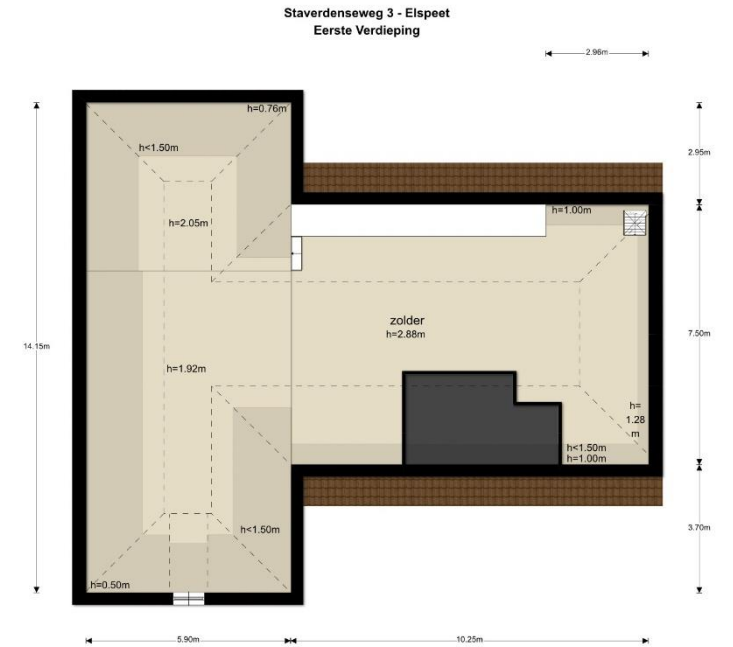 Staverdenseweg 3 - Elspeet
Eerste Verdieping
2.96m
h=0.76m
h<1.50m
2.95m
h=1.00m
h=2.05m
zolder
h=2.88m
7.50m
14.15m
h=1.92m
h=
1.28
m
h<1.50m
h=1.00m
h<1.50m
3.70m
h=0.50m
5.90m
10.25m